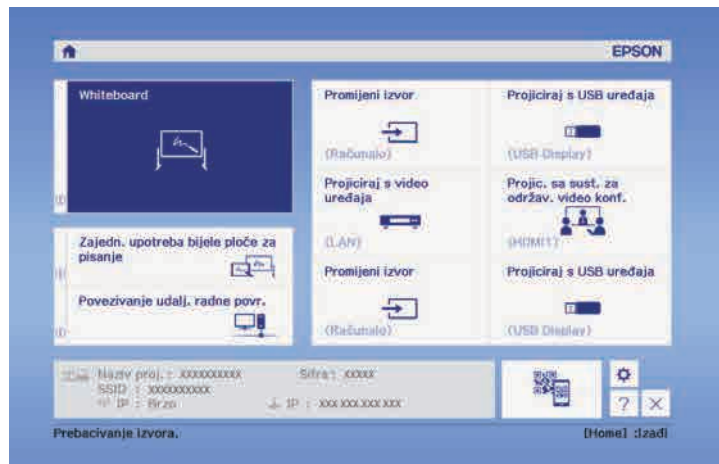 EPSON
Whiteboard
Zajedn. upotreba bijele ploče za
pisanje
Povezivanje udalj. radne povr.
Promijeni izvor
(Računalo)
Projiciraj s USB uređaja
(USB Display)
Projiciraj s video
uređaja
(LAN)
Projic. sa sust. za
održav. video konf.
(HDMI1)
Promijeni izvor
(Računalo)
Projiciraj s USB uređaja
(USB Display)
Naziv proj. : XXXXXXXXXX
Šifra : XXXXX
SSID : XXXXXXXXXX
IP : Brzo
IP : XXX.XXX.XXX.XXX
?
Prebacivanje izvora.
[Home] :Izađi